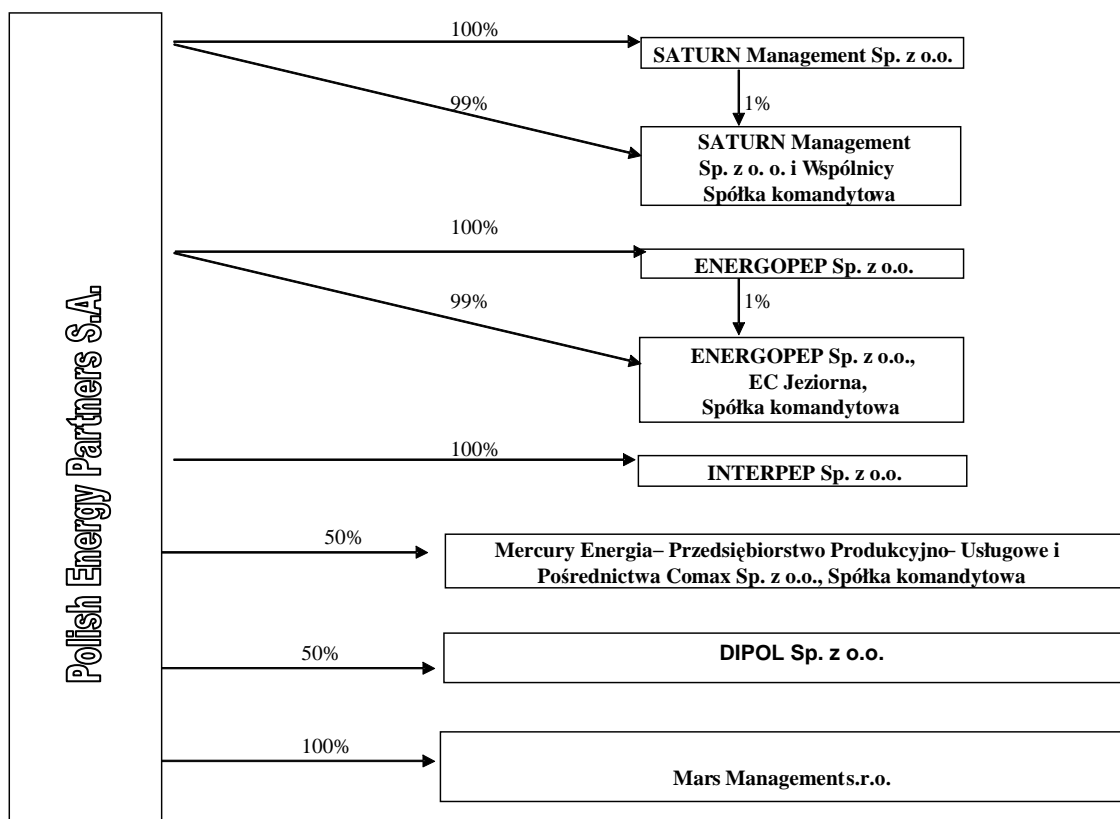 Polish Energy Partners S.A.
100%
SATURN Management Sp. z o.o.
99%
1%
SATURN Management
Sp. z o. o. i Wspólnicy
Spółka komandytowa
100%
ENERGOPEP Sp. z o.o.
99%
1%
ENERGOPEP Sp. z o.o.,
EC Jeziorna,
Spółka komandytowa
100%
INTERPEP Sp. z o.o.
50%
Mercury Energia– Przedsiębiorstwo Produkcyjno– Usługowe i
Pośrednictwa Comax Sp. z o.o., Spółka komandytowa
50%
DIPOL Sp. z o.o.
100%
Mars Managements.r.o.